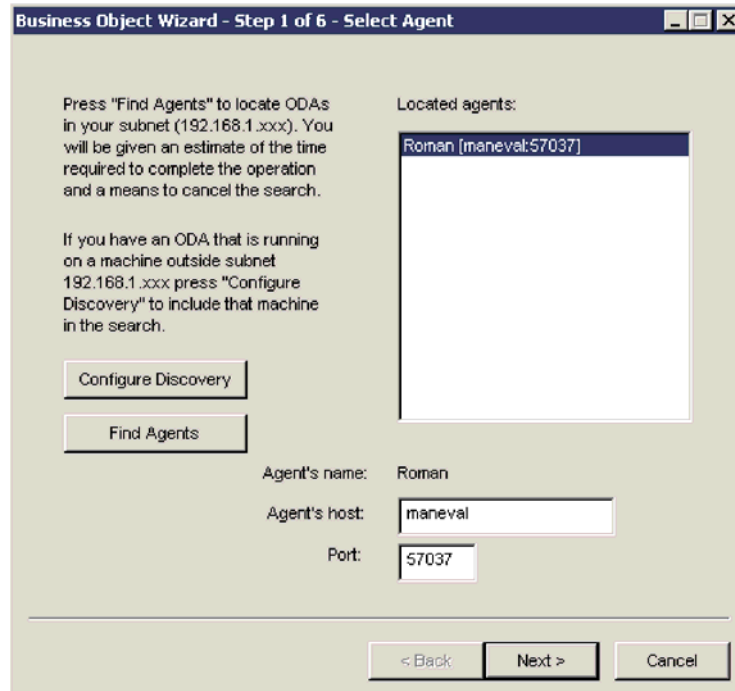 Business Object Wizard - Step 1 of 6 - Select Agent
Press "Find Agents" to locate ODAs
in your subnet (192.168.1.xxx). You
will be given an estimate of the time
required to complete the operation
and a means to cancel the search.
If you have an ODA that is running
on a machine outside subnet
192.168.1.xxx press "Configure
Discovery" to include that machine
in the search.
Configure Discovery
Find Agents
Located agents:
Roman [maneval:57037]
Agent's name: Roman
Agent's host: maneval
Port: 57037
< Back Next > Cancel